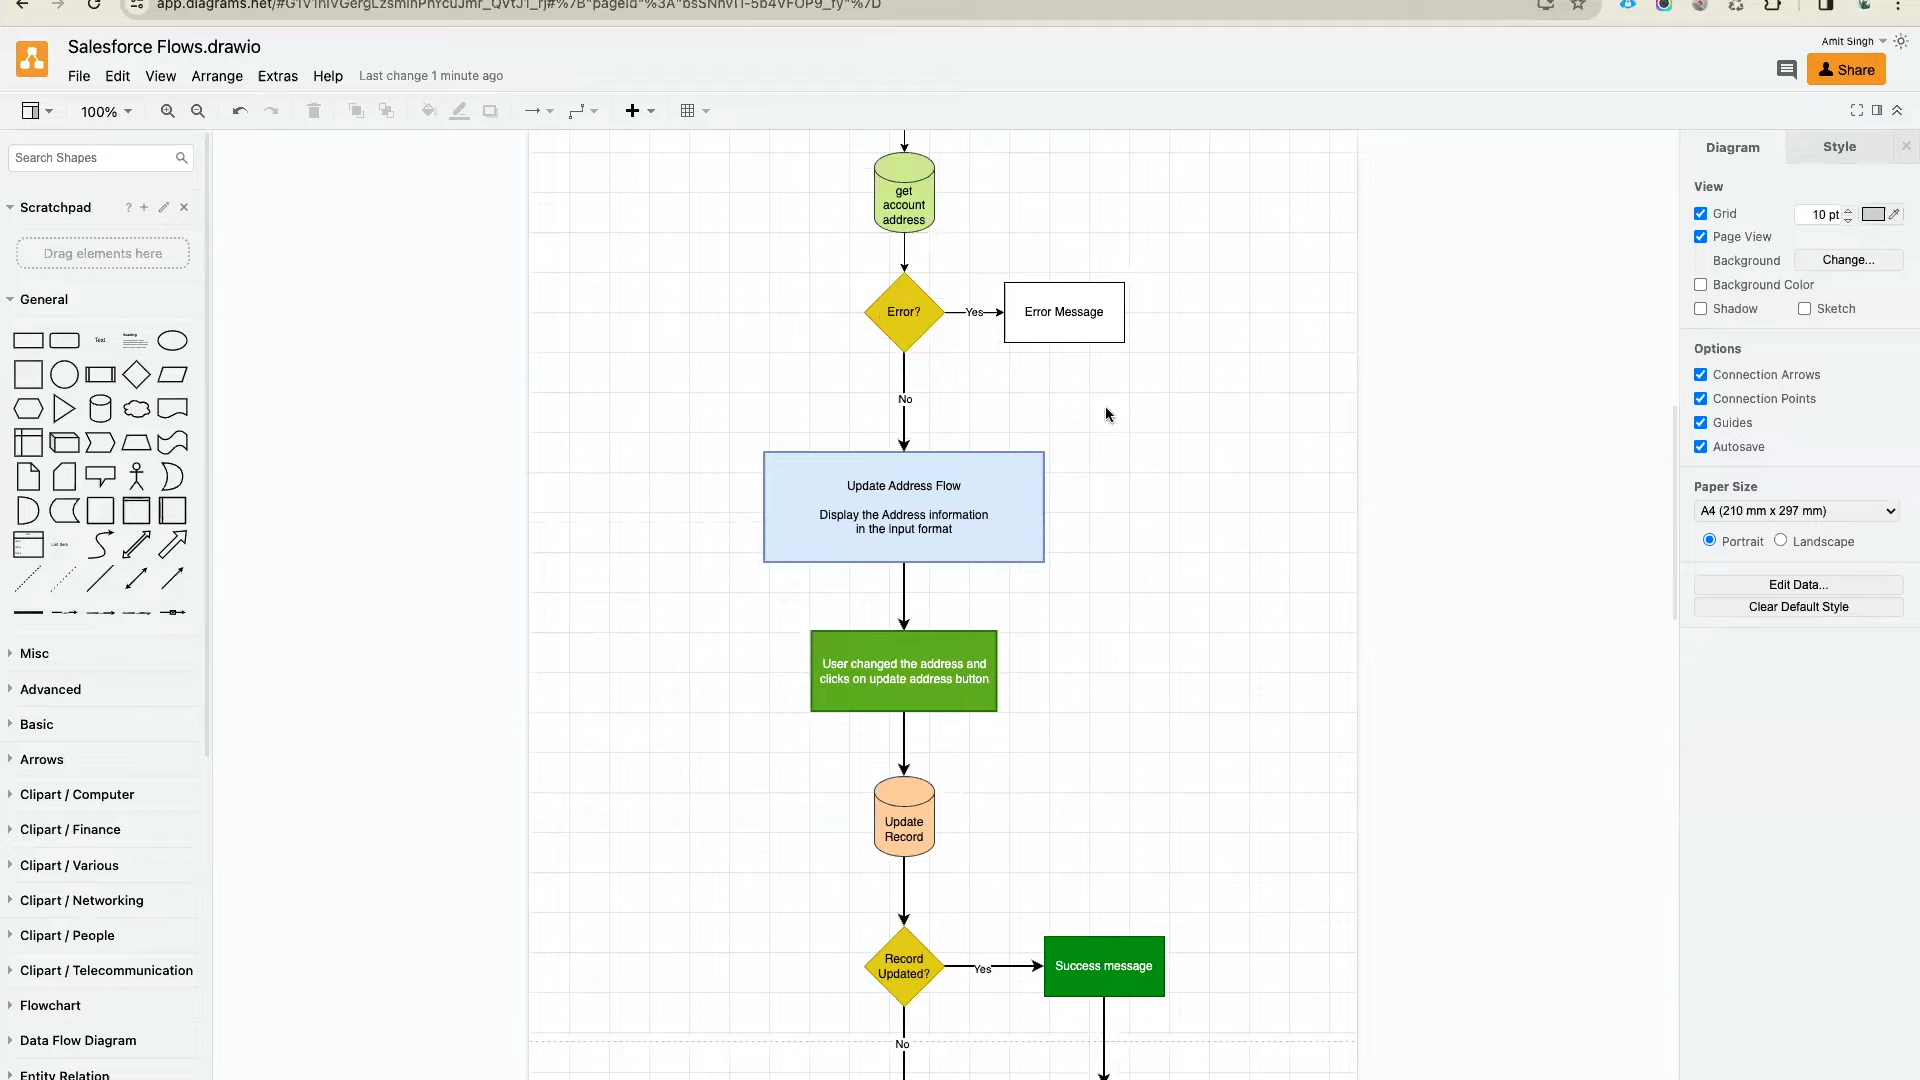 Salesforce Flows.drawio
Amit Singh
File Edit View Arrange Extras Help Last change 1 minute ago
Share
100%
Search Shapes
Diagram Style
View
Scratchpad ? +
Grid 10 pt
Page View
Drag elements here
Background Change...
Background Color
General
Shadow Sketch
Text
Heading
Options
Connection Arrows
Connection Points
Guides
Autosave
Paper Size
A4 (210 mm x 297 mm)
Portrait Landscape
Edit Data...
Clear Default Style
List Item
Misc
Advanced
Basic
Arrows
Clipart / Computer
Clipart / Finance
Clipart / Various
Clipart / Networking
Clipart / People
Clipart / Telecommunication
Flowchart
Data Flow Diagram
Entity Relation
get
account
address
Error? Yes Error Message
No
Update Address Flow
Display the Address information
in the input format
User changed the address and
clicks on update address button
Update
Record
Record
Updated?
Yes
Success message
No